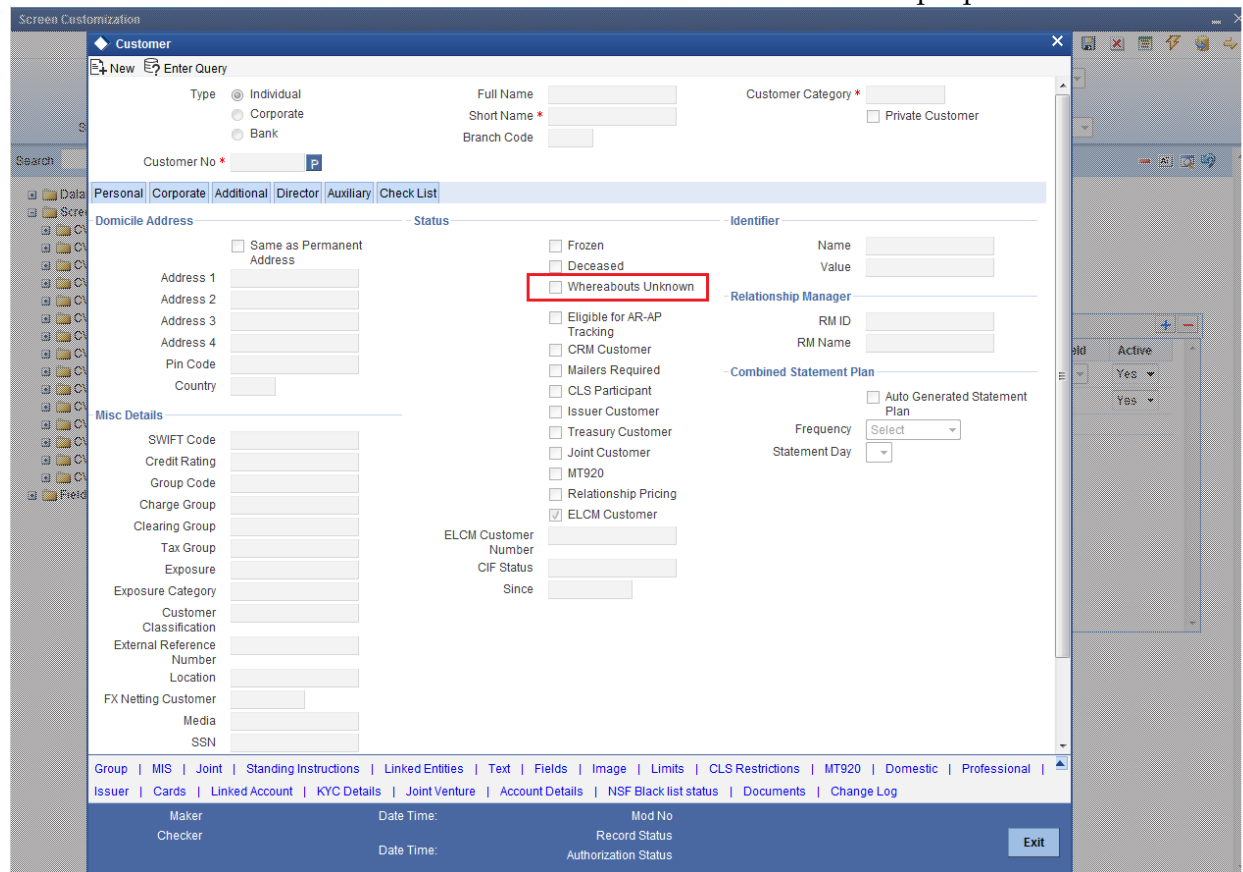 Screen Customization
Customer
New Enter Query
Type Individual Full Name Customer Category *
Corporate Short Name * Private Customer
Bank Branch Code
Customer No * P
Search
Personal Corporate Additional Director Auxiliary Check List
Domicile Address
Same as Permanent
Address
Address 1
Address 2
Address 3
Address 4
Pin Code
Country
Misc Details
SWIFT Code
Credit Rating
Group Code
Charge Group
Clearing Group
Tax Group
Exposure
Exposure Category
Customer
Classification
External Reference
Number
Location
FX Netting Customer
Media
SSN
Status
Frozen
Deceased
Whereabouts Unknown
Eligible for AR-AP
Tracking
CRM Customer
Mailers Required
CLS Participant
Issuer Customer
Treasury Customer
Joint Customer
MT920
Relationship Pricing
ELCM Customer
ELCM Customer
Number
CIF Status
Since
Identifier
Name
Value
Relationship Manager
RM ID
RM Name
Combined Statement Plan
Auto Generated Statement
Plan
Frequency Select
Statement Day
Active
Yes
Yes
Group | MIS | Joint | Standing Instructions | Linked Entities | Text | Fields | Image | Limits | CLS Restrictions | MT920 | Domestic | Professional |
Issuer | Cards | Linked Account | KYC Details | Joint Venture | Account Details | NSF Black list status | Documents | Change Log
Maker Date Time: Mod No
Checker Record Status
Date Time: Authorization Status
Exit